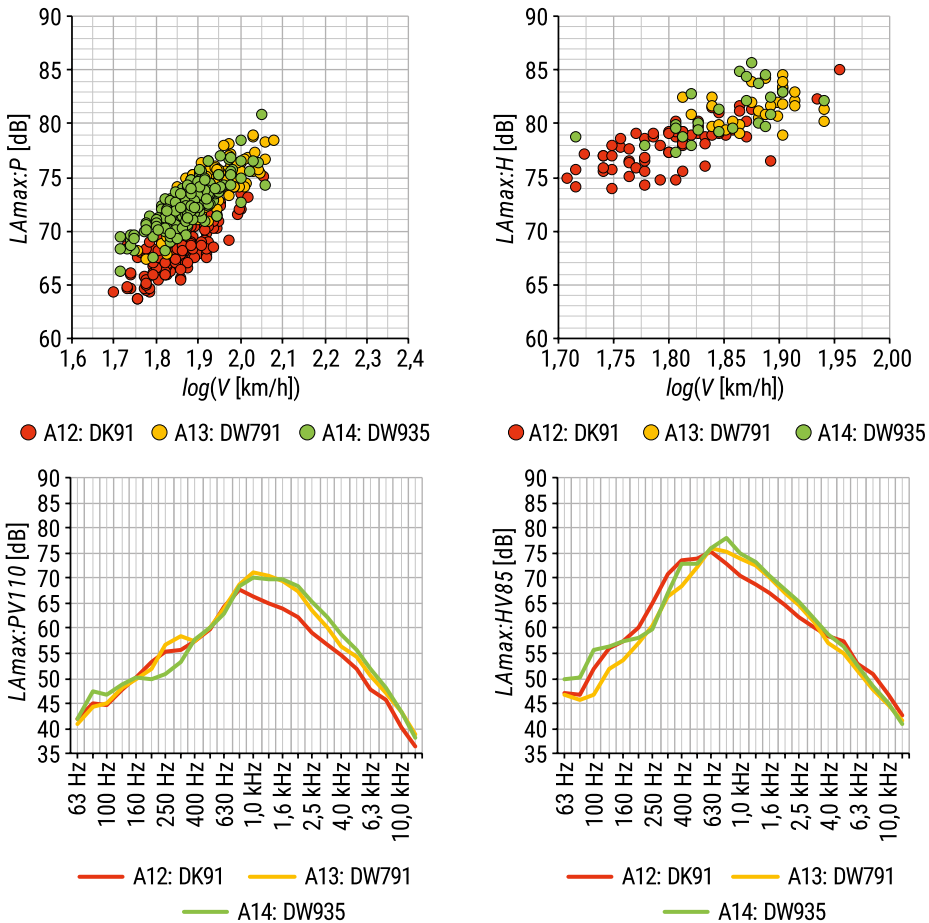 LAmax:P [dB]
90
85
80
75
70
65
60
1,6 1,7 1,8 1,9 2,0 2,1 2,2 2,3 2,4
log(V [km/h])
A12: DK91 A13: DW791 A14: DW935
LAmax:H [dB]
90
85
80
75
70
65
60
1,70 1,75 1,80 1,85 1,90 1,95 2,00
log(V [km/h])
A12: DK91 A13: DW791 A14: DW935
LAmax:PV110 [dB]
90
85
80
75
70
65
60
55
50
45
40
35
63 Hz
100 Hz
160 Hz
250 Hz
400 Hz
630 Hz
1,0 kHz
1,6 kHz
2,5 kHz
4,0 kHz
6,3 kHz
10,0 kHz
A12: DK91 A13: DW791
A14: DW935
LAmax:HV85 [dB]
90
85
80
75
70
65
60
55
50
45
40
35
63 Hz
100 Hz
160 Hz
250 Hz
400 Hz
630 Hz
1,0 kHz
1,6 kHz
2,5 kHz
4,0 kHz
6,3 kHz
10,0 kHz
A12: DK91 A13: DW791
A14: DW935